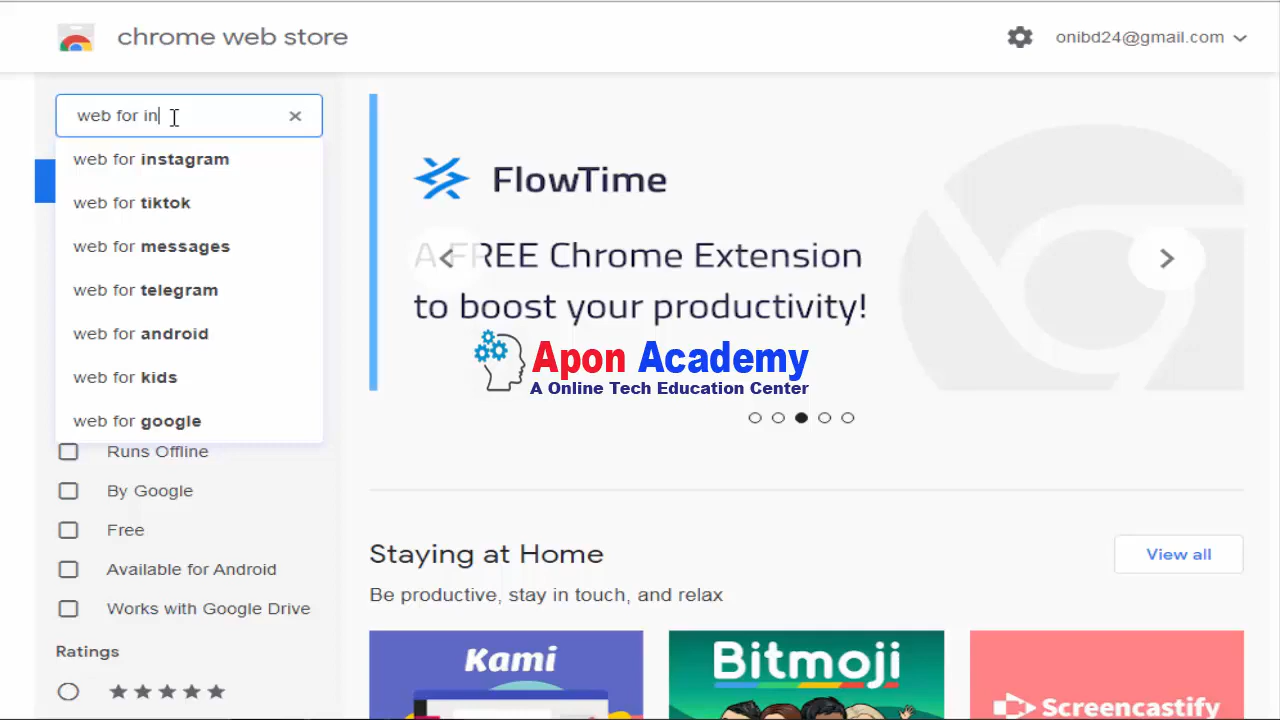 chrome web store
onibd24@gmail.com
web for in
web for instagram
web for tiktok
web for messages
web for telegram
web for android
web for kids
web for google
Runs Offline
By Google
Free
Available for Android
Works with Google Drive
Ratings
FlowTime
A FREE Chrome Extension
to boost your productivity!
Apon Academy
A Online Tech Education Center
Staying at Home
View all
Be productive, stay in touch, and relax
Kami
Bitmoji
Screencastify